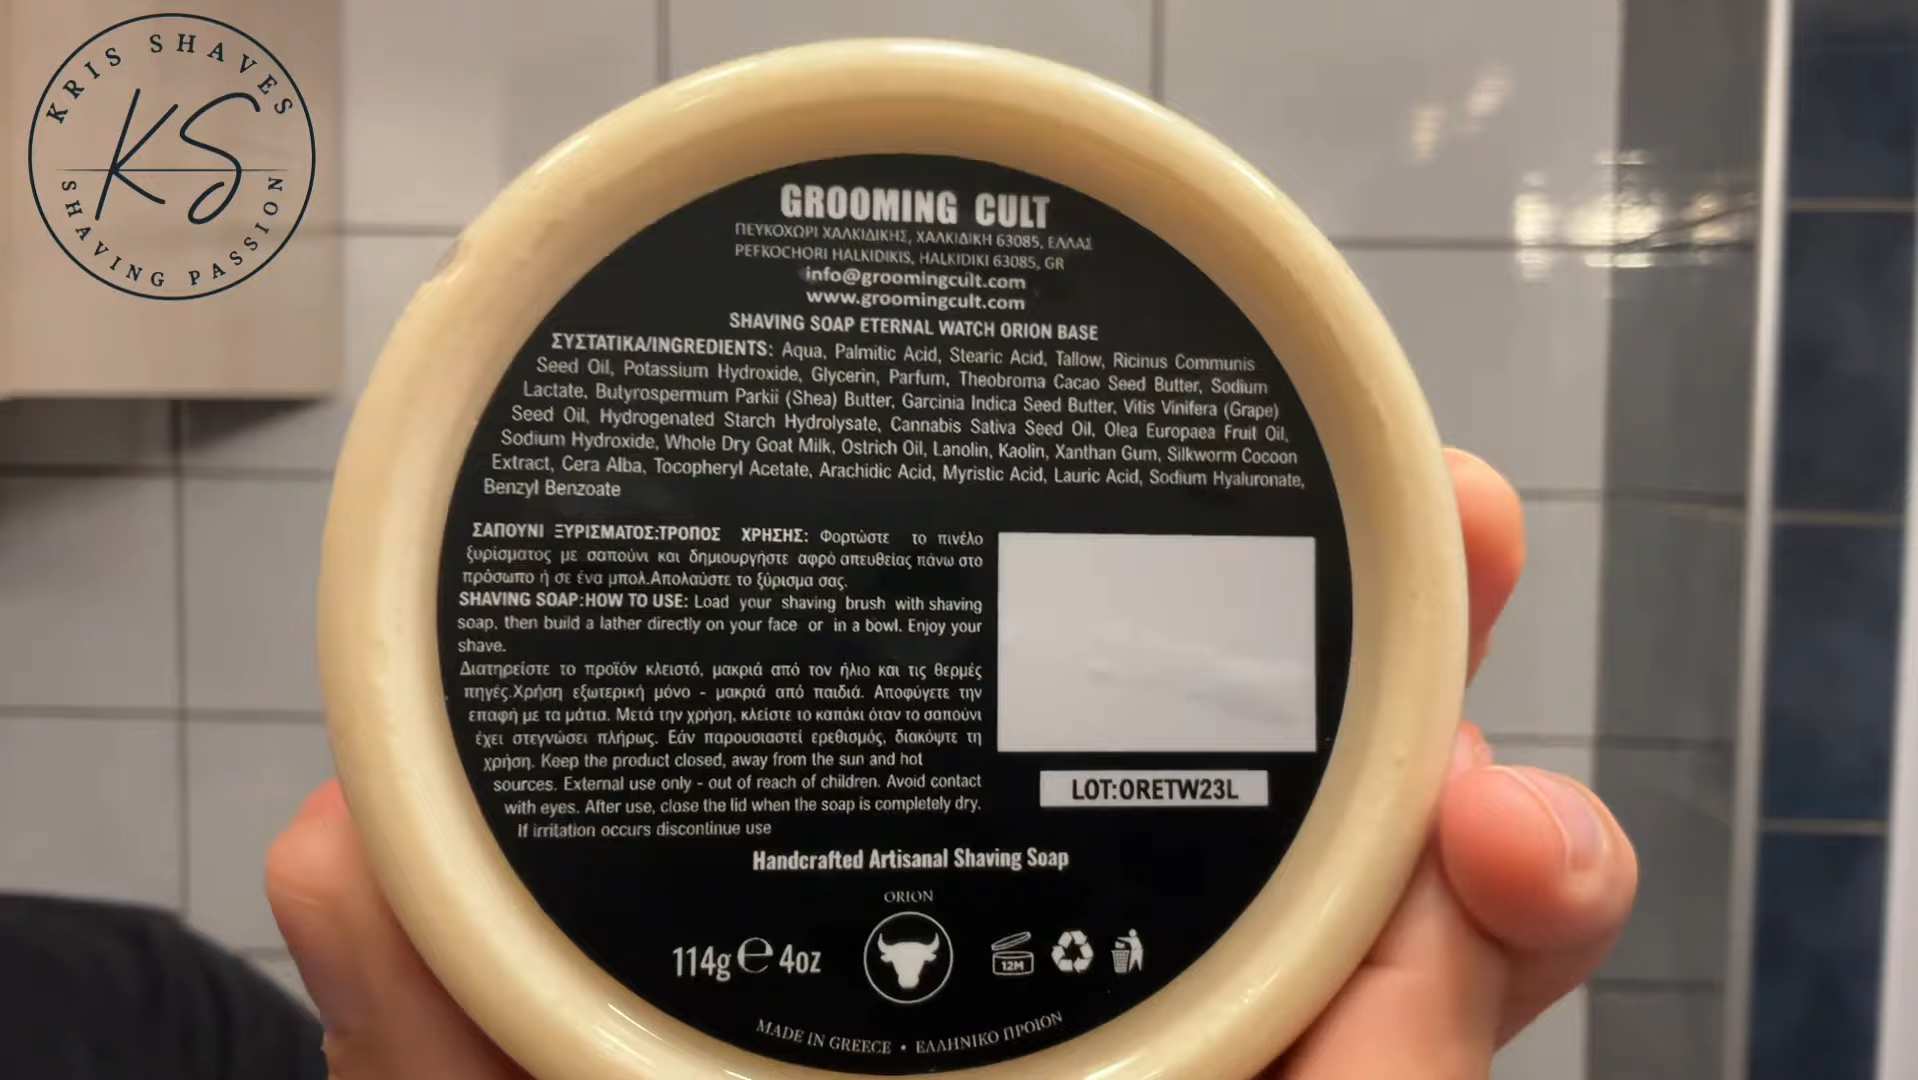 KRIS SHAVES
KS
SHAVING PASSION
GROOMING CULT
ΠΕΥΚΟΧΩΡΙ ΧΑΛΚΙΔΙΚΗΣ, ΧΑΛΚΙΔΙΚΗ 63085, ΕΛΛΑΣ
PEFKOCHORI HALKIDIKIS, HALKIDIKI 63085, GR
info@groomingcult.com
www.groomingcult.com
SHAVING SOAP ETERNAL WATCH ORION BASE
ΣΥΣΤΑΤΙΚΑ/INGREDIENTS: Aqua, Palmitic Acid, Stearic Acid, Tallow, Ricinus Communis
Seed Oil, Potassium Hydroxide, Glycerin, Parfum, Theobroma Cacao Seed Butter, Sodium
Lactate, Butyrospermum Parkii (Shea) Butter, Garcinia Indica Seed Butter, Vitis Vinifera (Grape)
Seed Oil, Hydrogenated Starch Hydrolysate, Cannabis Sativa Seed Oil, Olea Europaea Fruit Oil,
Sodium Hydroxide, Whole Dry Goat Milk, Ostrich Oil, Lanolin, Kaolin, Xanthan Gum, Silkworm Cocoon
Extract, Cera Alba, Tocopheryl Acetate, Arachidic Acid, Myristic Acid, Lauric Acid, Sodium Hyaluronate,
Benzyl Benzoate
ΣΑΠΟΥΝΙ ΞΥΡΙΣΜΑΤΟΣ:ΤΡΟΠΟΣ ΧΡΗΣΗΣ: Φορτώστε το πινέλο
ξυρίσματος με σαπούνι και δημιουργήστε αφρό απευθείας πάνω στο
πρόσωπο ή σε ένα μπολ.Απολαύστε το ξύρισμα σας.
SHAVING SOAP:HOW TO USE: Load your shaving brush with shaving
soap, then build a lather directly on your face or in a bowl. Enjoy your
shave.
Διατηρείστε το προϊόν κλειστό, μακριά από τον ήλιο και τις θερμές
πηγές.Χρήση εξωτερική μόνο - μακριά από παιδιά. Αποφύγετε την
επαφή με τα μάτια. Μετά την χρήση, κλείστε το καπάκι όταν το σαπούνι
έχει στεγνώσει πλήρως. Εάν παρουσιαστεί ερεθισμός, διακόψτε τη
χρήση. Keep the product closed, away from the sun and hot
sources. External use only - out of reach of children. Avoid contact
with eyes. After use, close the lid when the soap is completely dry.
If irritation occurs discontinue use
LOT:ORETW23L
Handcrafted Artisanal Shaving Soap
ORION
114g e 4oz
12M
MADE IN GREECE • ΕΛΛΗΝΙΚΟ ΠΡΟΙΟΝ